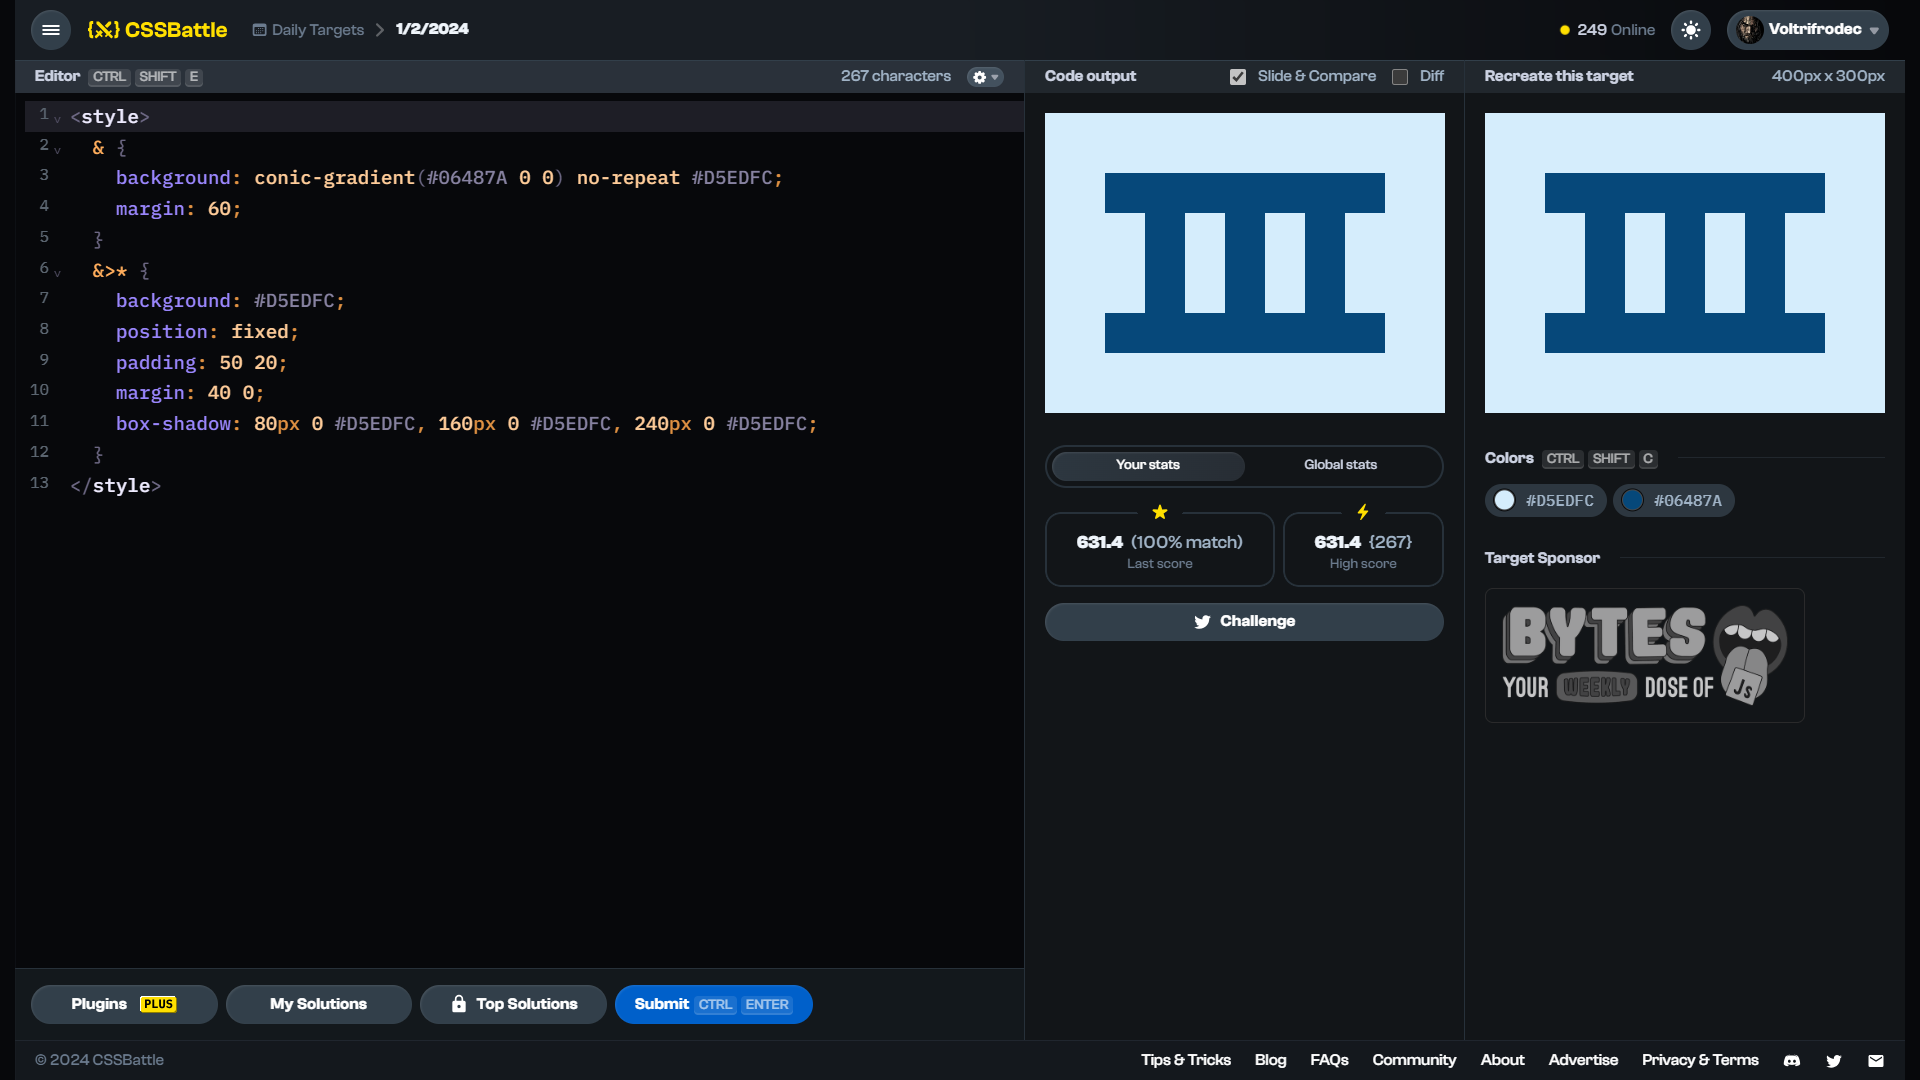 CSSBattle
Daily Targets
1/2/2024
249 Online
Voltrifrodec
Editor CTRL SHIFT E
267 characters
Code output
Slide & Compare
Diff
Recreate this target
400px x 300px
1 <style>
2 & {
3 background: conic-gradient(#06487A 0 0) no-repeat #D5EDFC;
4 margin: 60;
5 }
6 &>* {
7 background: #D5EDFC;
8 position: fixed;
9 padding: 50 20;
10 margin: 40 0;
11 box-shadow: 80px 0 #D5EDFC, 160px 0 #D5EDFC, 240px 0 #D5EDFC;
12 }
13 </style>
Your stats
Global stats
631.4 (100% match)
Last score
631.4 {267}
High score
Challenge
Colors CTRL SHIFT C
#D5EDFC
#06487A
Target Sponsor
BYTES
YOUR WEEKLY DOSE OF JS
Plugins PLUS
My Solutions
Top Solutions
Submit CTRL ENTER
© 2024 CSSBattle
Tips & Tricks
Blog
FAQs
Community
About
Advertise
Privacy & Terms